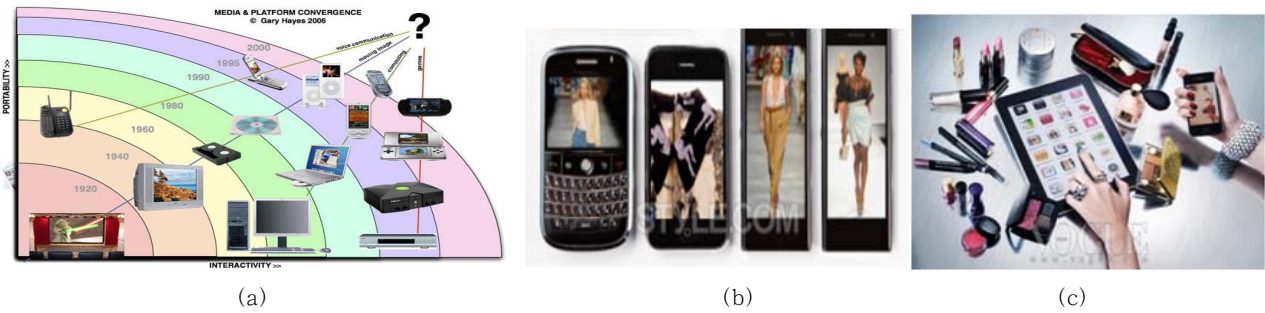 MEDIA & PLATFORM CONVERGENCE
© Gary Hayes 2006
?
voice communication
moving image
computing
games
2000
1995
1990
1980
1960
1940
1920
PORTABILITY >>
INTERACTIVITY >>
STYLE.COM
VOGUE
(a)
(b)
(c)